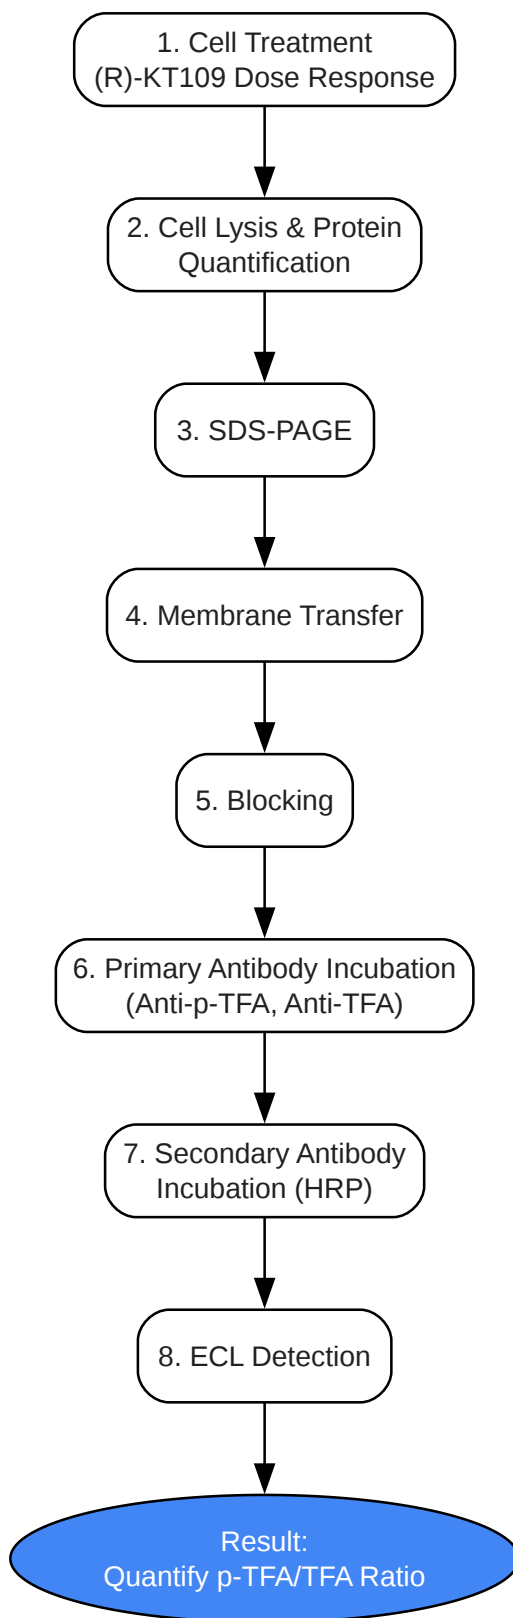 1. Cell Treatment
(R)-KT109 Dose Response
2. Cell Lysis & Protein
Quantification
3. SDS-PAGE
4. Membrane Transfer
5. Blocking
6. Primary Antibody Incubation
(Anti-p-TFA, Anti-TFA)
7. Secondary Antibody
Incubation (HRP)
8. ECL Detection
Result:
Quantify p-TFA/TFA Ratio